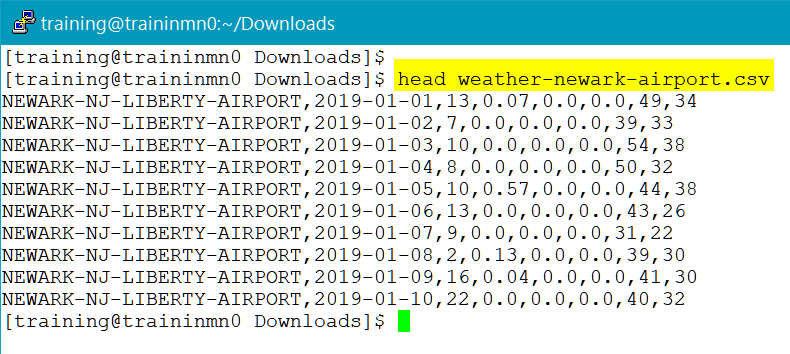 training@traininmn0:~/Downloads
[training@traininmn0 Downloads]$
[training@traininmn0 Downloads]$ head weather-newark-airport.csv
NEWARK-NJ-LIBERTY-AIRPORT,2019-01-01,13,0.07,0.0,0.0,49,34
NEWARK-NJ-LIBERTY-AIRPORT,2019-01-02,7,0.0,0.0,0.0,39,33
NEWARK-NJ-LIBERTY-AIRPORT,2019-01-03,10,0.0,0.0,0.0,54,38
NEWARK-NJ-LIBERTY-AIRPORT,2019-01-04,8,0.0,0.0,0.0,50,32
NEWARK-NJ-LIBERTY-AIRPORT,2019-01-05,10,0.57,0.0,0.0,44,38
NEWARK-NJ-LIBERTY-AIRPORT,2019-01-06,13,0.0,0.0,0.0,43,26
NEWARK-NJ-LIBERTY-AIRPORT,2019-01-07,9,0.0,0.0,0.0,31,22
NEWARK-NJ-LIBERTY-AIRPORT,2019-01-08,2,0.13,0.0,0.0,39,30
NEWARK-NJ-LIBERTY-AIRPORT,2019-01-09,16,0.04,0.0,0.0,41,30
NEWARK-NJ-LIBERTY-AIRPORT,2019-01-10,22,0.0,0.0,0.0,40,32
[training@traininmn0 Downloads]$